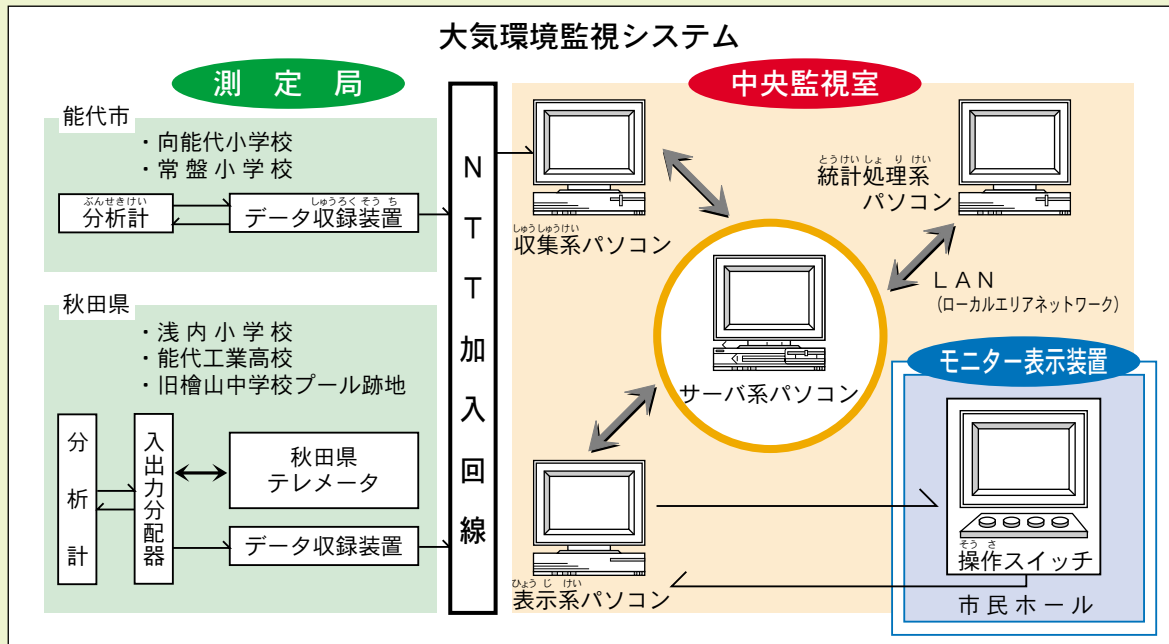 大気環境監視システム
測定局
能代市
・向能代小学校
・常盤小学校
ぶんせきけい
分析計
しゅうろくそうち
データ収録装置
秋田県
・浅内小学校
・能代工業高校
・旧檜山中学校プール跡地
分析計
入出力分配器
秋田県
テレメータ
データ収録装置
NTT加入回線
中央監視室
しゅうしゅうけい
収集系パソコン
とうけいしょりけい
統計処理系
パソコン
LAN
(ローカルエリアネットワーク)
サーバ系パソコン
ひょうじけい
表示系パソコン
モニター表示装置
そうさ
操作スイッチ
市民ホール